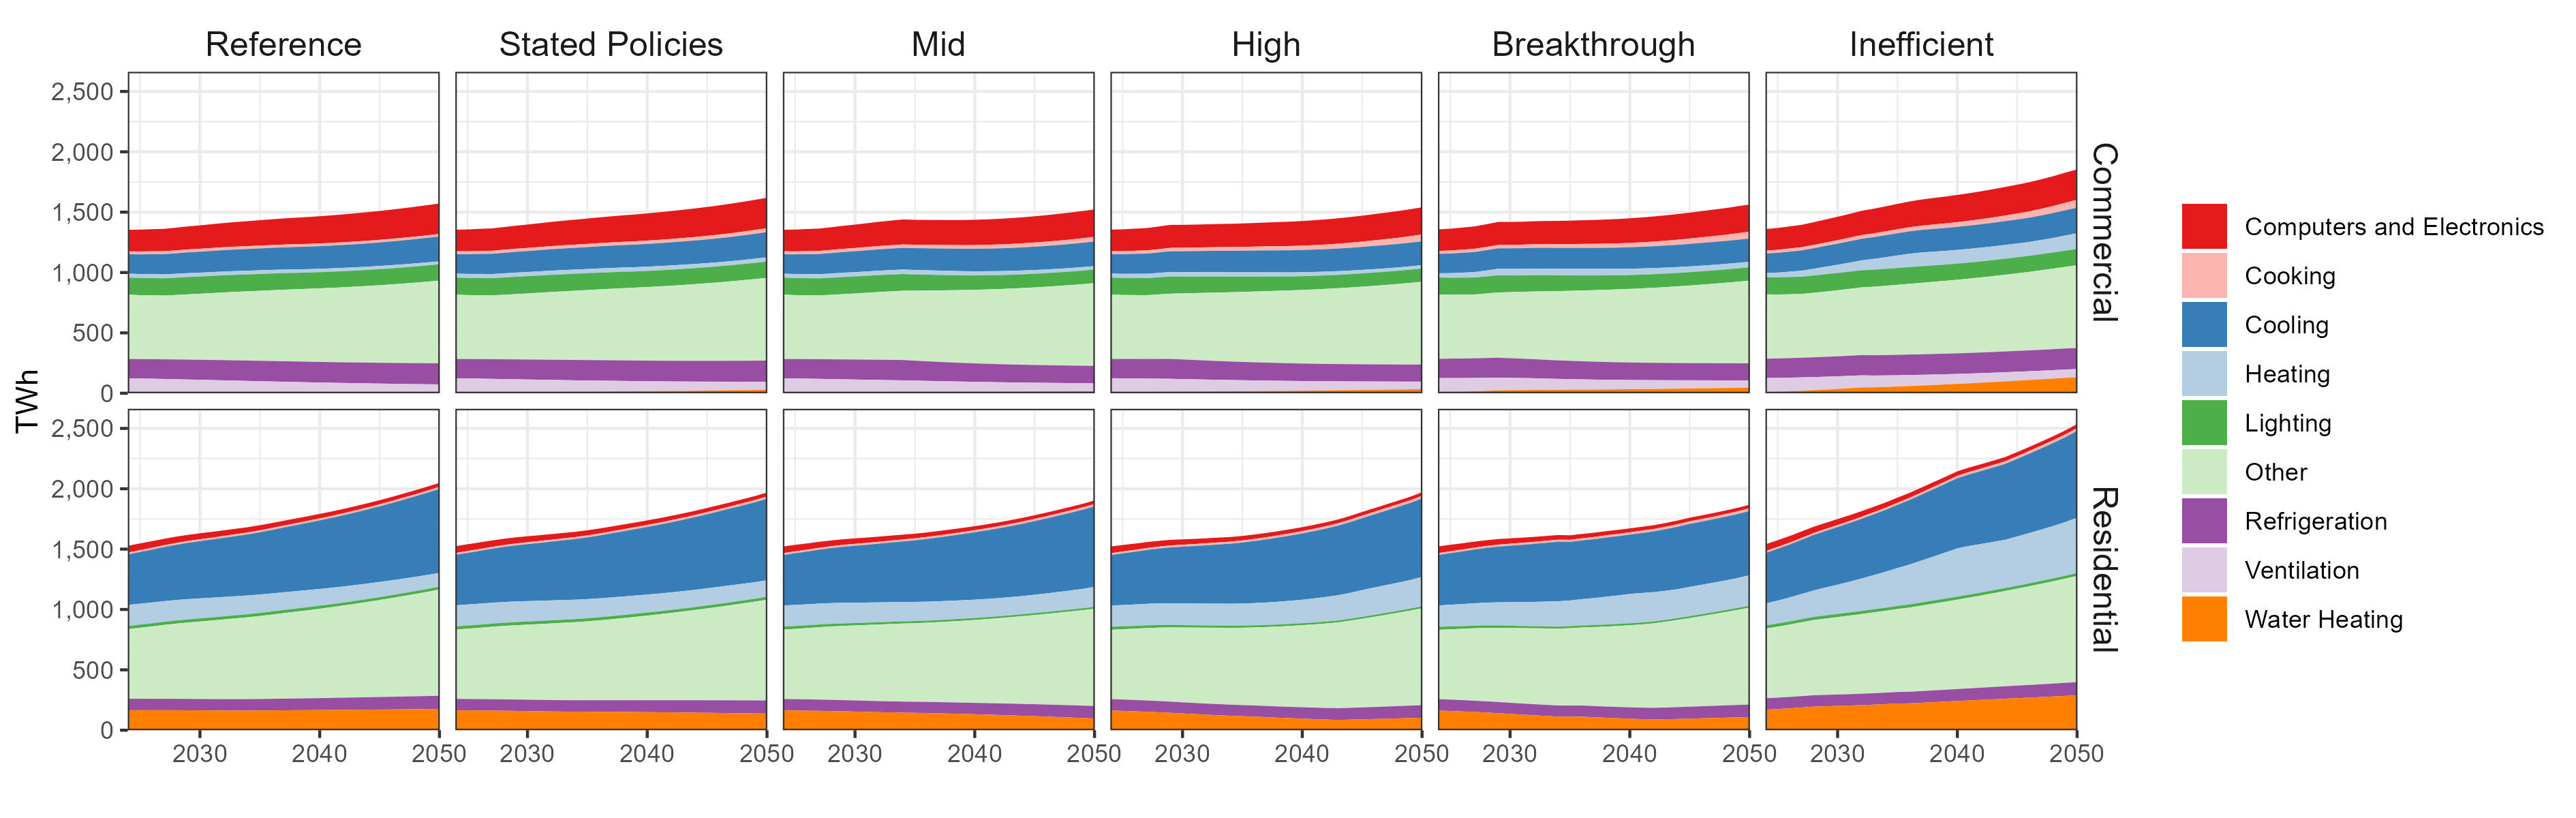 Reference Stated Policies Mid High Breakthrough Inefficient
2,500
2,000
1,500
1,000
500
0
Commercial
TWh
2,500
2,000
1,500
1,000
500
0
Residential
2030 2040 2050 2030 2040 2050 2030 2040 2050 2030 2040 2050 2030 2040 2050 2030 2040 2050
Computers and Electronics
Cooking
Cooling
Heating
Lighting
Other
Refrigeration
Ventilation
Water Heating